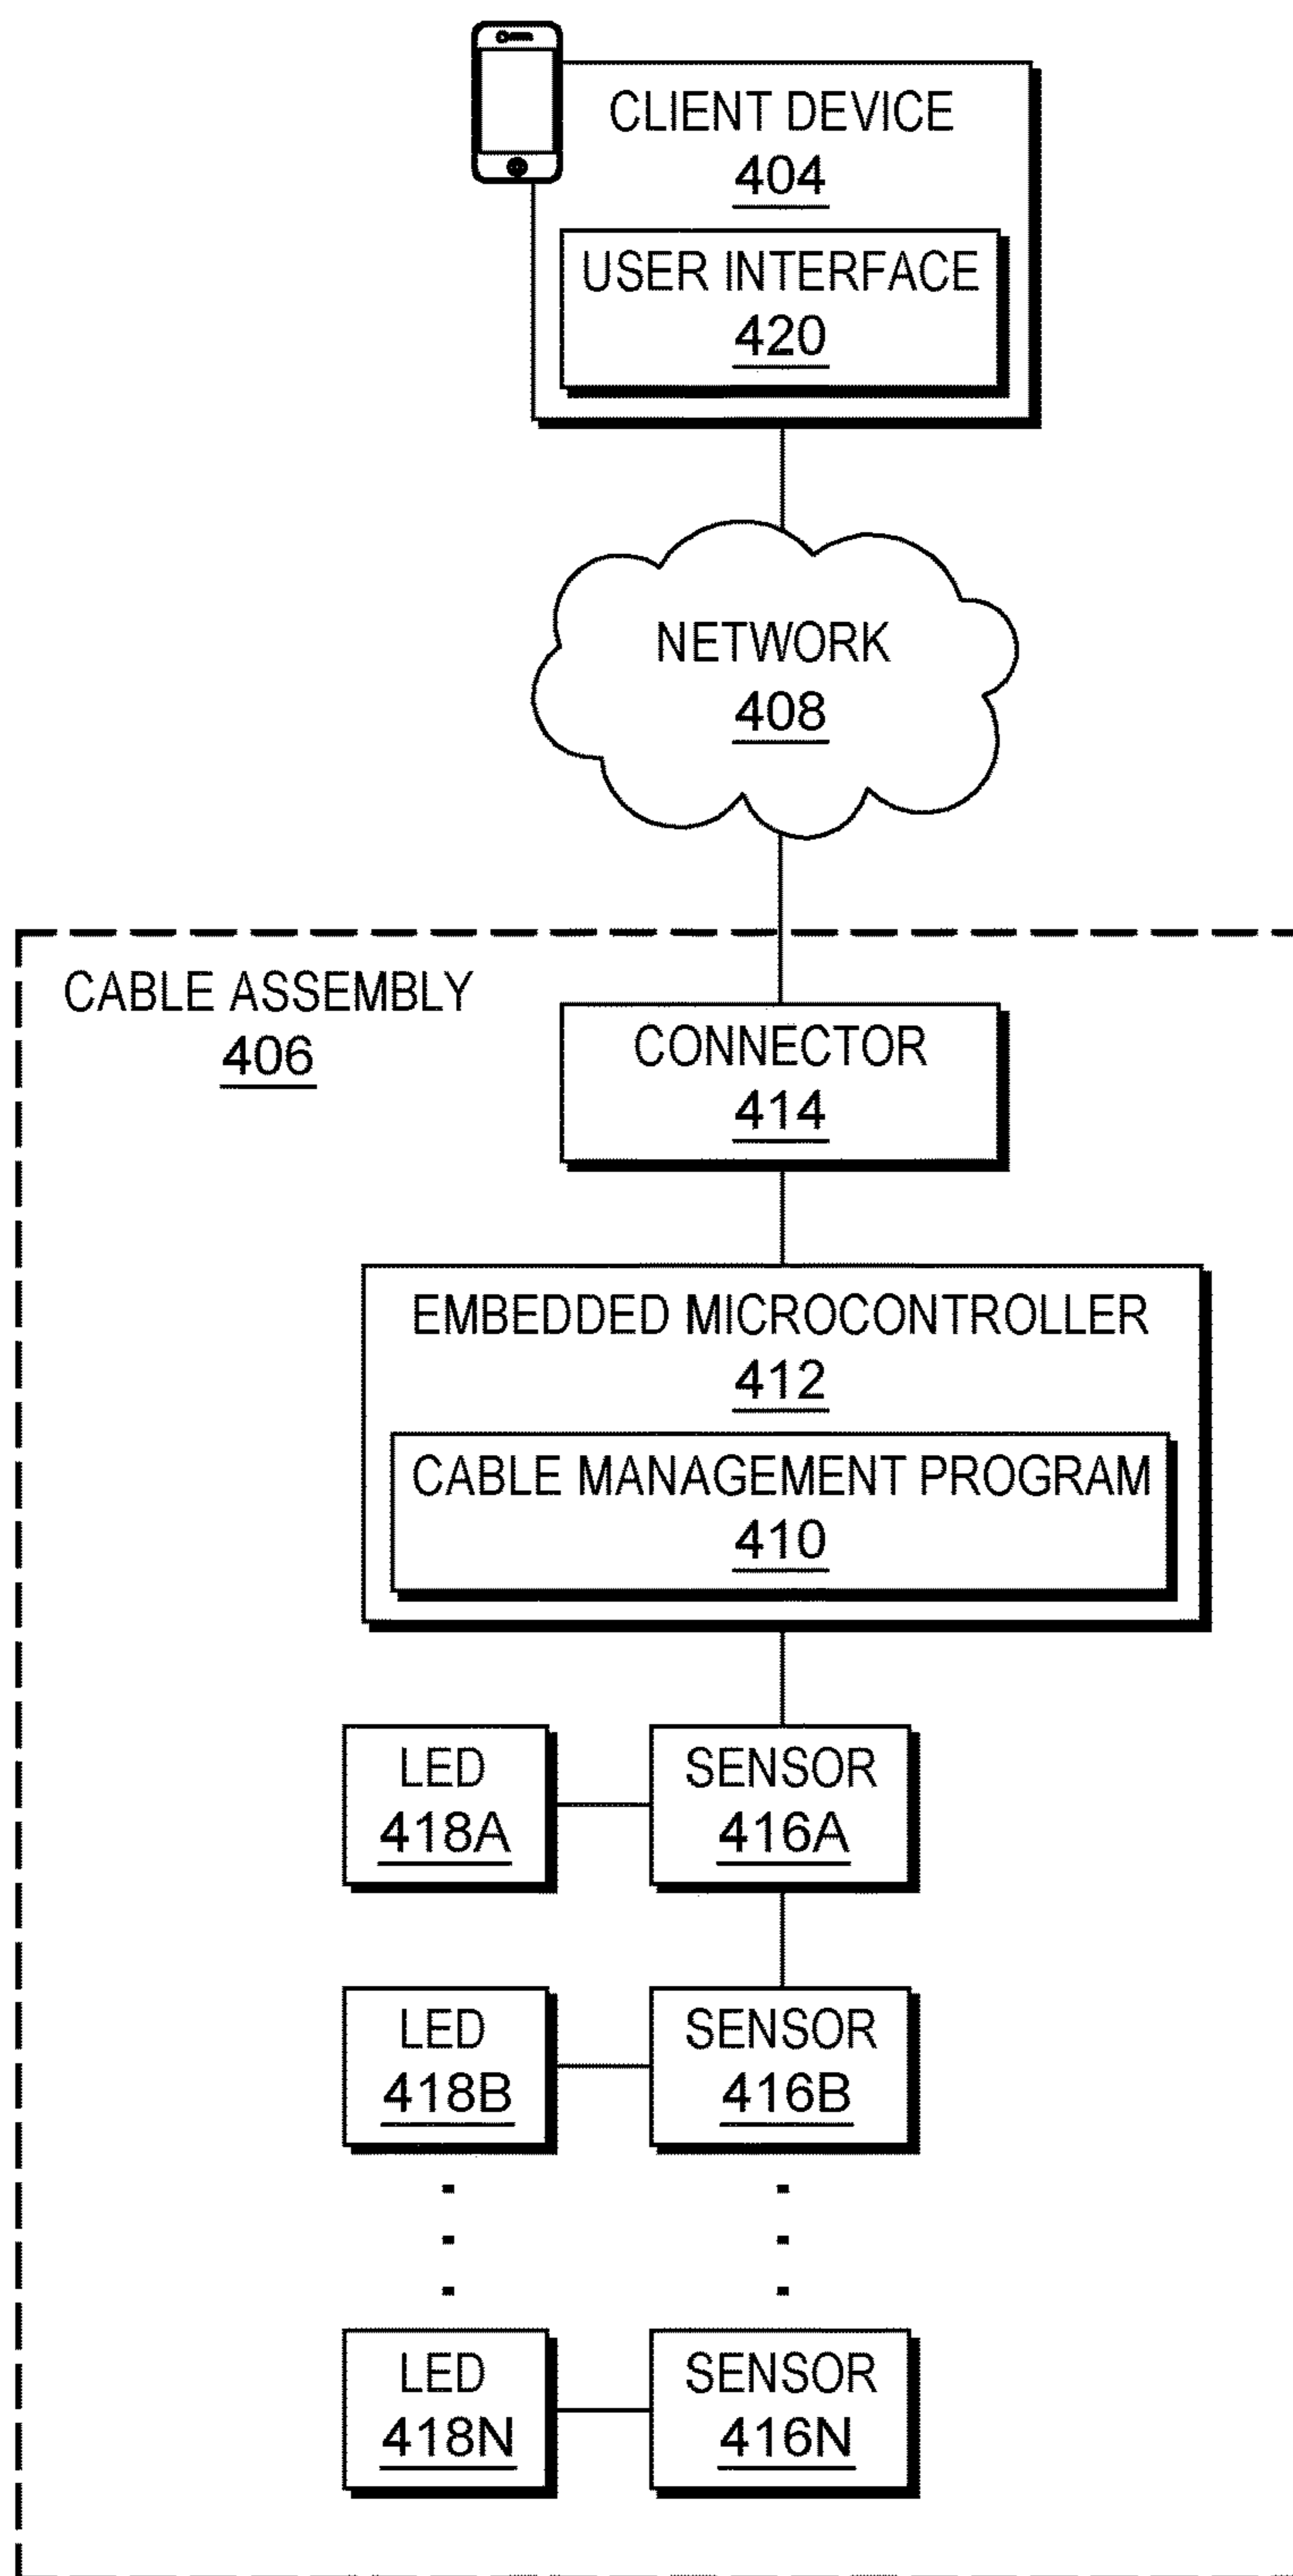 CLIENT DEVICE
404
USER INTERFACE
420
NETWORK
408
CABLE ASSEMBLY
406
CONNECTOR
414
EMBEDDED MICROCONTROLLER
412
CABLE MANAGEMENT PROGRAM
410
LED
418A
SENSOR
416A
LED
418B
SENSOR
416B
LED
418N
SENSOR
416N